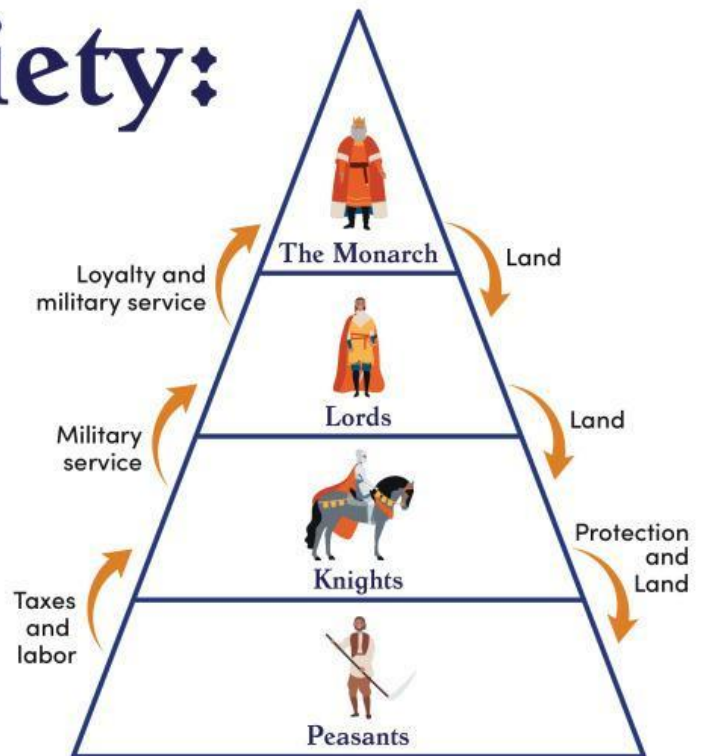 iety:
The Monarch
Loyalty and
military service
Land
Lords
Military
service
Land
Knights
Taxes
and
labor
Protection
and
Land
Peasants